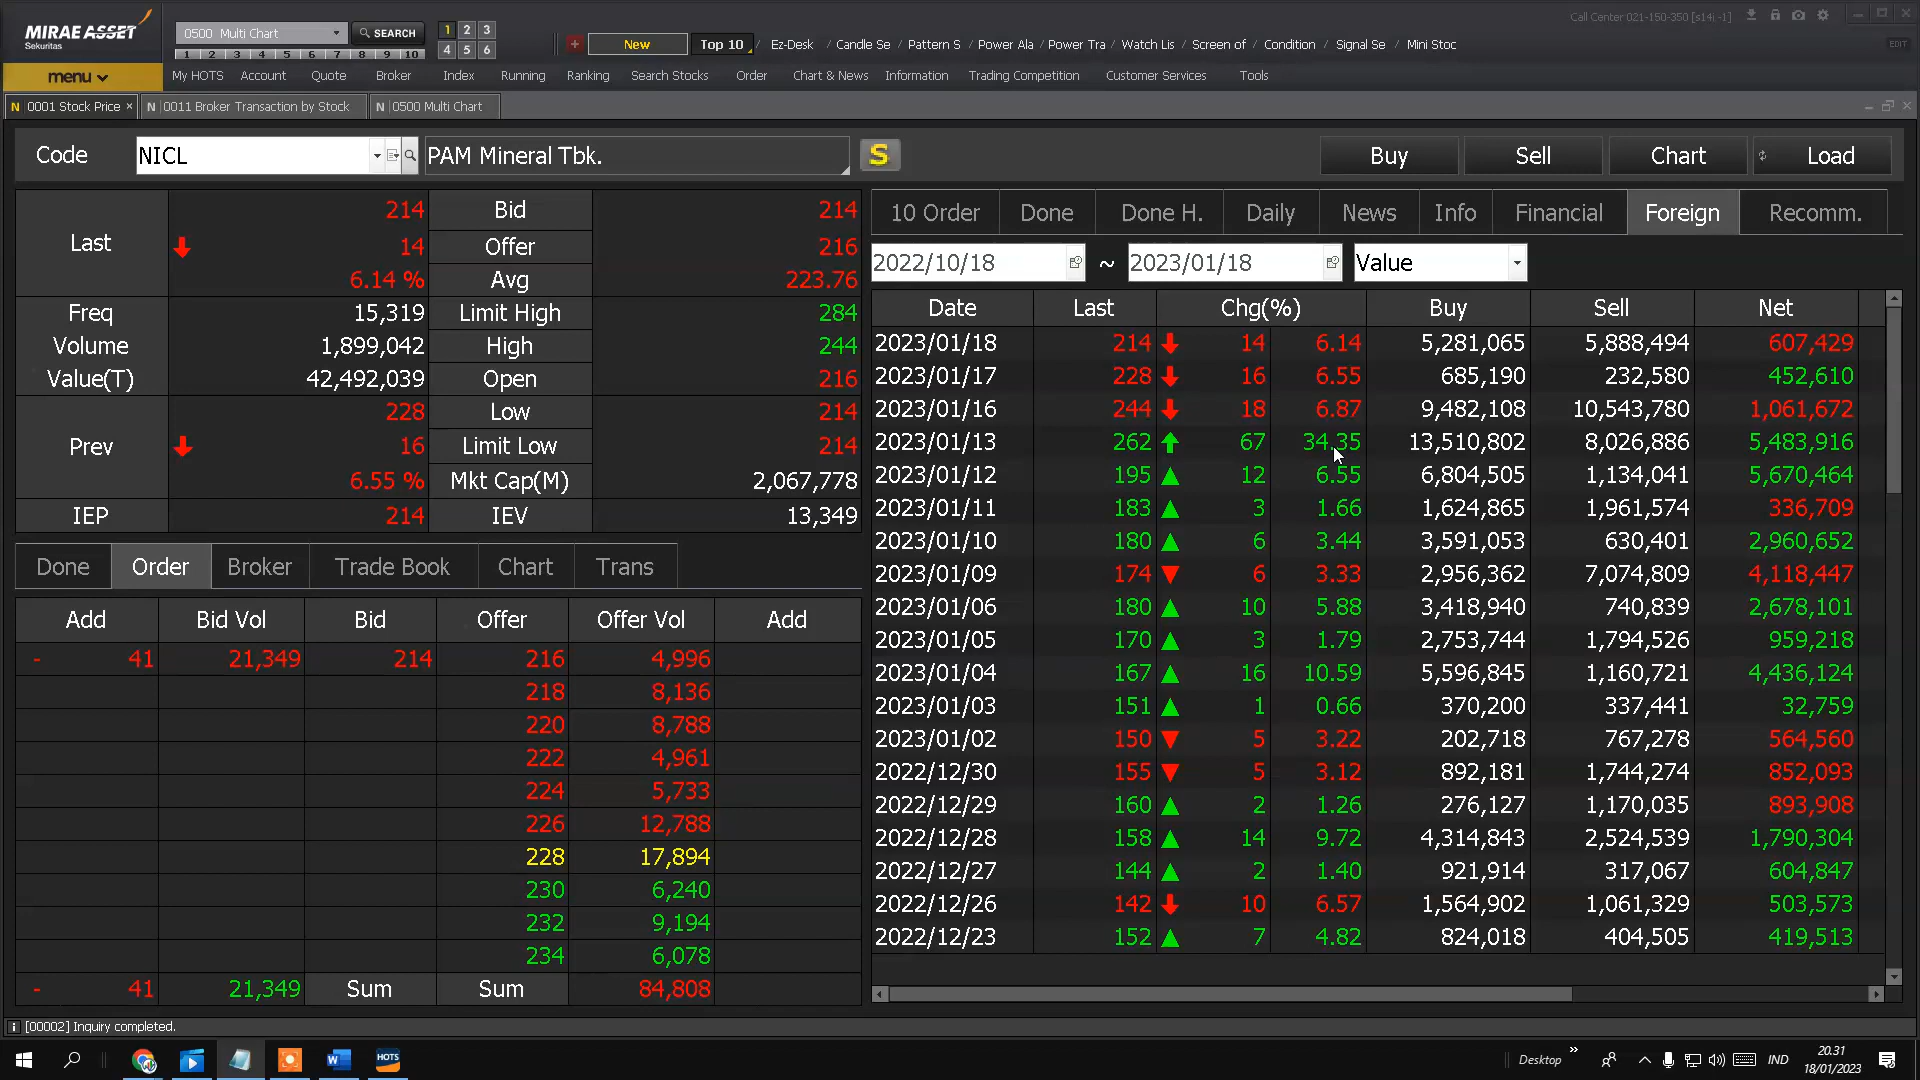 MIRAE ASSET
Sekuritas
0500 Multi Chart
SEARCH
1 2 3 4 5 6 7 8 9 10
1 2 3
4 5 6
New
Top 10
Ez-Desk / Candle Se / Pattern S / Power Ala / Power Tra / Watch Lis / Screen of / Condition / Signal Se / Mini Stoc
Call Center 021-150-350 [s14| -1]
EDIT
menu
My HOTS Account Quote Broker Index Running Ranking Search Stocks Order Chart & News Information Trading Competition Customer Services Tools
N 0001 Stock Price × N 0011 Broker Transaction by Stock N 0500 Multi Chart
Code NICL PAM Mineral Tbk. S Buy Sell Chart Load
Last 214 Bid 214
14 Offer 216
6.14 % Avg 223.76
Freq 15,319 Limit High 284
Volume 1,899,042 High 244
Value(T) 42,492,039 Open 216
Prev 228 Low 214
16 Limit Low 214
6.55 % Mkt Cap(M) 2,067,778
IEP 214 IEV 13,349
Done Order Broker Trade Book Chart Trans
Add Bid Vol Bid Offer Offer Vol Add
- 41 21,349 214 216 4,996
218 8,136
220 8,788
222 4,961
224 5,733
226 12,788
228 17,894
230 6,240
232 9,194
234 6,078
- 41 21,349 Sum Sum 84,808
10 Order Done Done H. Daily News Info Financial Foreign Recomm.
2022/10/18 ~ 2023/01/18 Value
Date Last Chg(%) Buy Sell Net
2023/01/18 214 14 6.14 5,281,065 5,888,494 607,429
2023/01/17 228 16 6.55 685,190 232,580 452,610
2023/01/16 244 18 6.87 9,482,108 10,543,780 1,061,672
2023/01/13 262 67 34.35 13,510,802 8,026,886 5,483,916
2023/01/12 195 12 6.55 6,804,505 1,134,041 5,670,464
2023/01/11 183 3 1.66 1,624,865 1,961,574 336,709
2023/01/10 180 6 3.44 3,591,053 630,401 2,960,652
2023/01/09 174 6 3.33 2,956,362 7,074,809 4,118,447
2023/01/06 180 10 5.88 3,418,940 740,839 2,678,101
2023/01/05 170 3 1.79 2,753,744 1,794,526 959,218
2023/01/04 167 16 10.59 5,596,845 1,160,721 4,436,124
2023/01/03 151 1 0.66 370,200 337,441 32,759
2023/01/02 150 5 3.22 202,718 767,278 564,560
2022/12/30 155 5 3.12 892,181 1,744,274 852,093
2022/12/29 160 2 1.26 276,127 1,170,035 893,908
2022/12/28 158 14 9.72 4,314,843 2,524,539 1,790,304
2022/12/27 144 2 1.40 921,914 317,067 604,847
2022/12/26 142 10 6.57 1,564,902 1,061,329 503,573
2022/12/23 152 7 4.82 824,018 404,505 419,513
[00002] Inquiry completed.
HOTS
Desktop
IND
20.31
18/01/2023